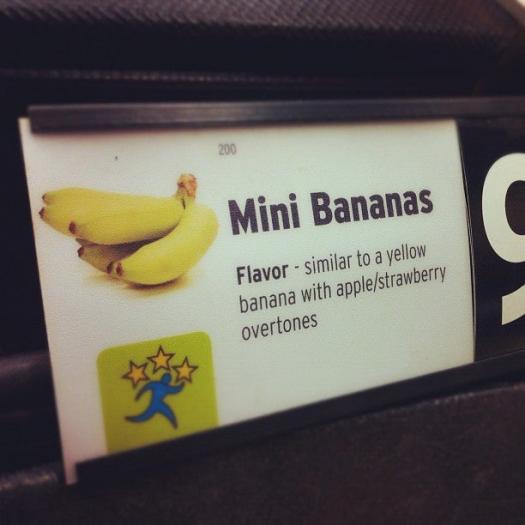 200
Mini Bananas
Flavor - similar to a yellow
banana with apple/strawberry
overtones
9